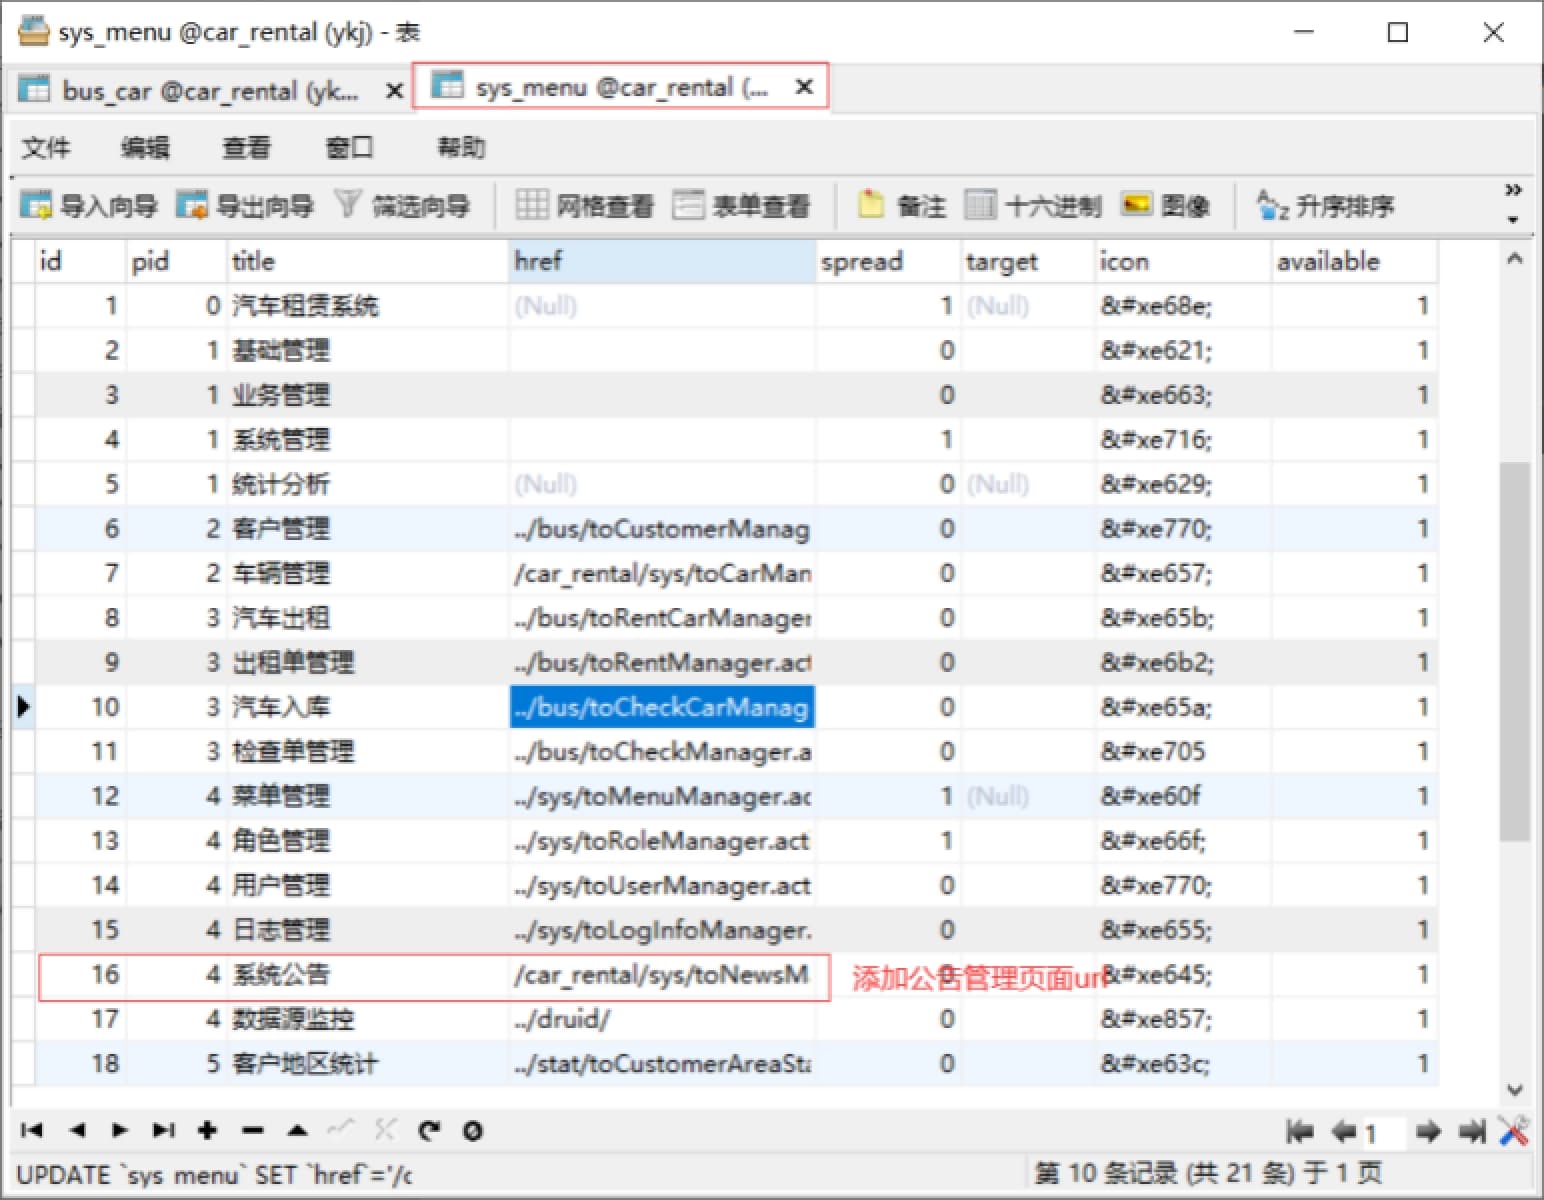 sys_menu @car_rental (ykj) - 表
bus_car @car_rental (yk... sys_menu @car_rental (...
文件 编辑 查看 窗口 帮助
导入向导 导出向导 筛选向导 网格查看 表单查看 备注 十六进制 图像 升序排序 »
id pid title href spread target icon available
1 0 汽车租赁系统 (Null) 1 (Null) &#xe68e; 1
2 1 基础管理 0 &#xe621; 1
3 1 业务管理 0 &#xe663; 1
4 1 系统管理 1 &#xe716; 1
5 1 统计分析 (Null) 0 (Null) &#xe629; 1
6 2 客户管理 ../bus/toCustomerManag 0 &#xe770; 1
7 2 车辆管理 /car_rental/sys/toCarMan 0 &#xe657; 1
8 3 汽车出租 ../bus/toRentCarManager 0 &#xe65b; 1
9 3 出租单管理 ../bus/toRentManager.act 0 &#xe6b2; 1
10 3 汽车入库 ../bus/toCheckCarManag 0 &#xe65a; 1
11 3 检查单管理 ../bus/toCheckManager.a 0 &#xe705 1
12 4 菜单管理 ../sys/toMenuManager.ac 1 (Null) &#xe60f 1
13 4 角色管理 ../sys/toRoleManager.act 1 &#xe66f; 1
14 4 用户管理 ../sys/toUserManager.act 0 &#xe770; 1
15 4 日志管理 ../sys/toLogInfoManager. 0 &#xe655; 1
16 4 系统公告 /car_rental/sys/toNewsM 0 添加公告管理页面url &#xe645; 1
17 4 数据源监控 ../druid/ 0 &#xe857; 1
18 5 客户地区统计 ../stat/toCustomerAreaSta 0 &#xe63c; 1
1
UPDATE `sys_menu` SET `href`='/c 第 10 条记录 (共 21 条) 于 1 页